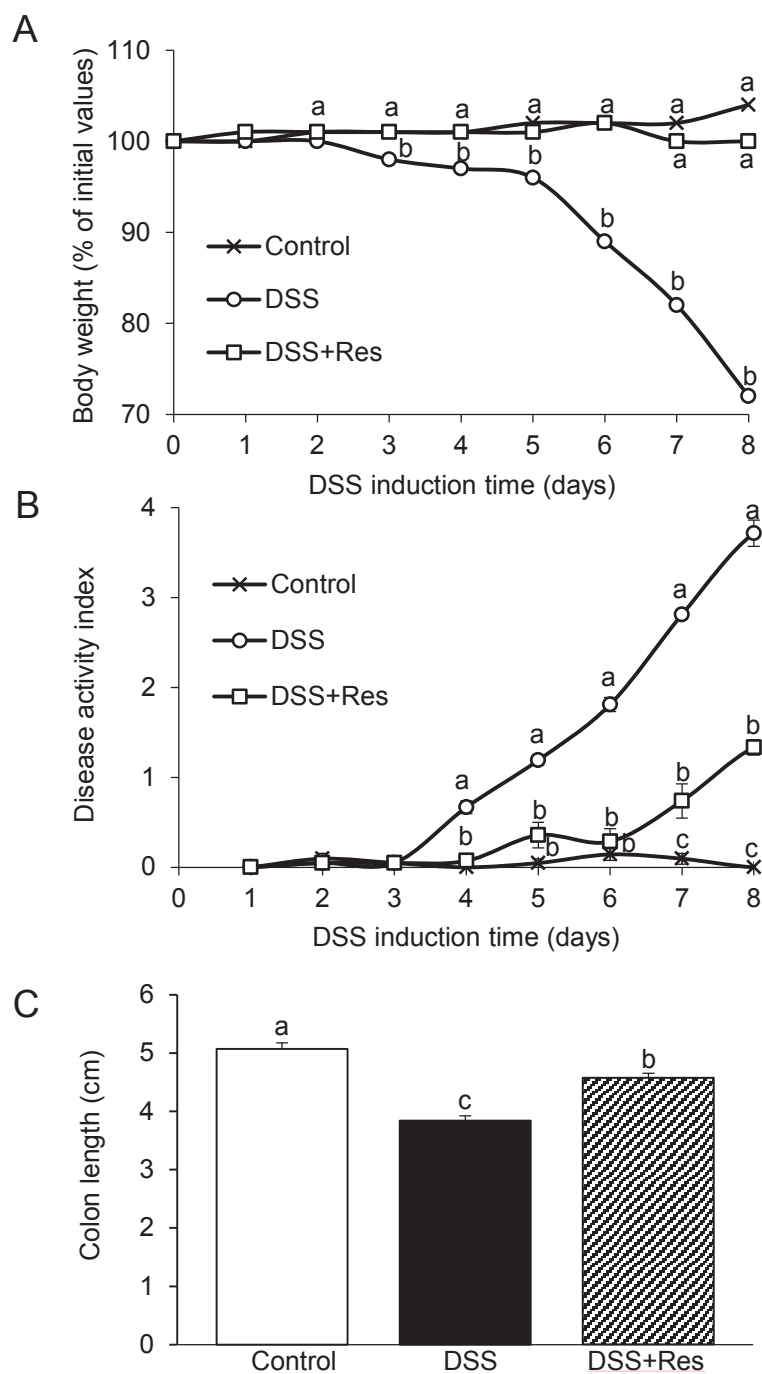 A
Body weight (% of initial values)
110
100
90
80
70
a a a a a a a
b b b b b b b
a a
Control
DSS
DSS+Res
0 1 2 3 4 5 6 7 8
DSS induction time (days)
B
Disease activity index
4
3
2
1
0
Control
DSS
DSS+Res
a a a a a
b b b b b
b b c c
0 1 2 3 4 5 6 7 8
DSS induction time (days)
C
Colon length (cm)
6
5
4
3
2
1
0
a c b
Control DSS DSS+Res